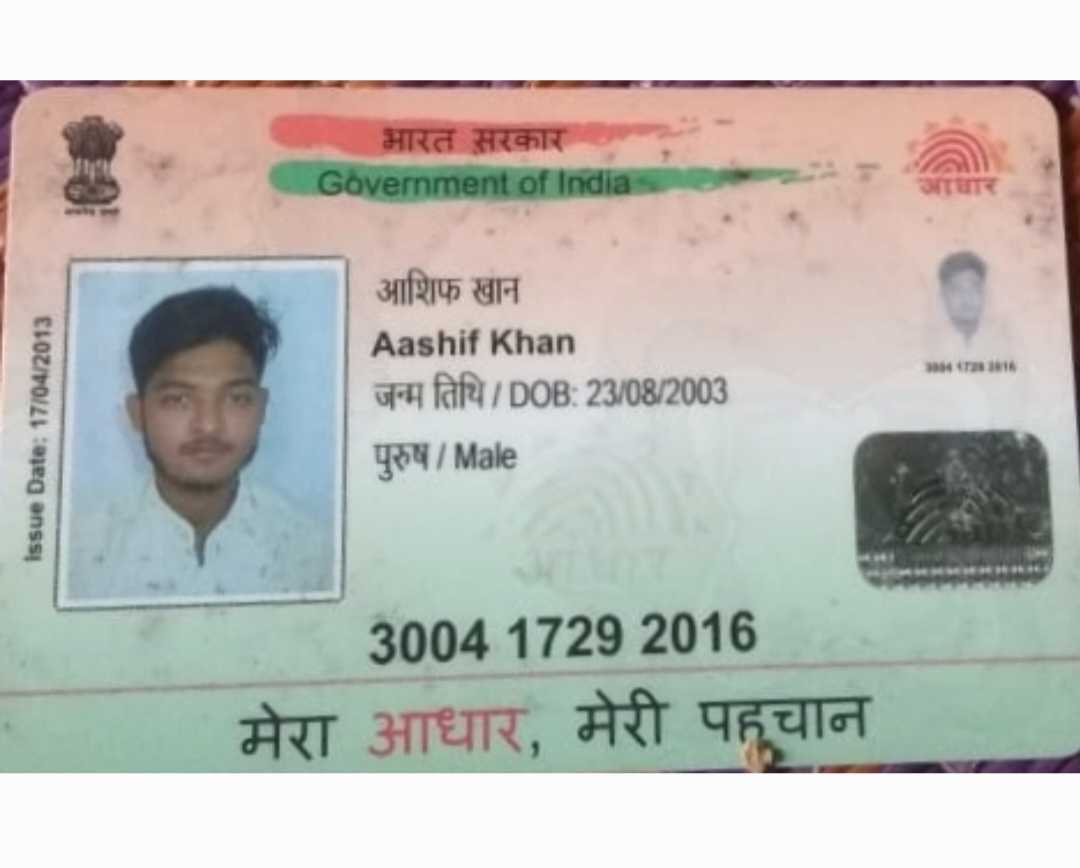 भारत सरकार
Government of India
आधार
Issue Date: 17/04/2013
आशिफ खान
Aashif Khan
जन्म तिथि / DOB: 23/08/2003
पुरुष / Male
3004 1729 2016
आधार
3004 1729 2016
मेरा आधार, मेरी पहचान